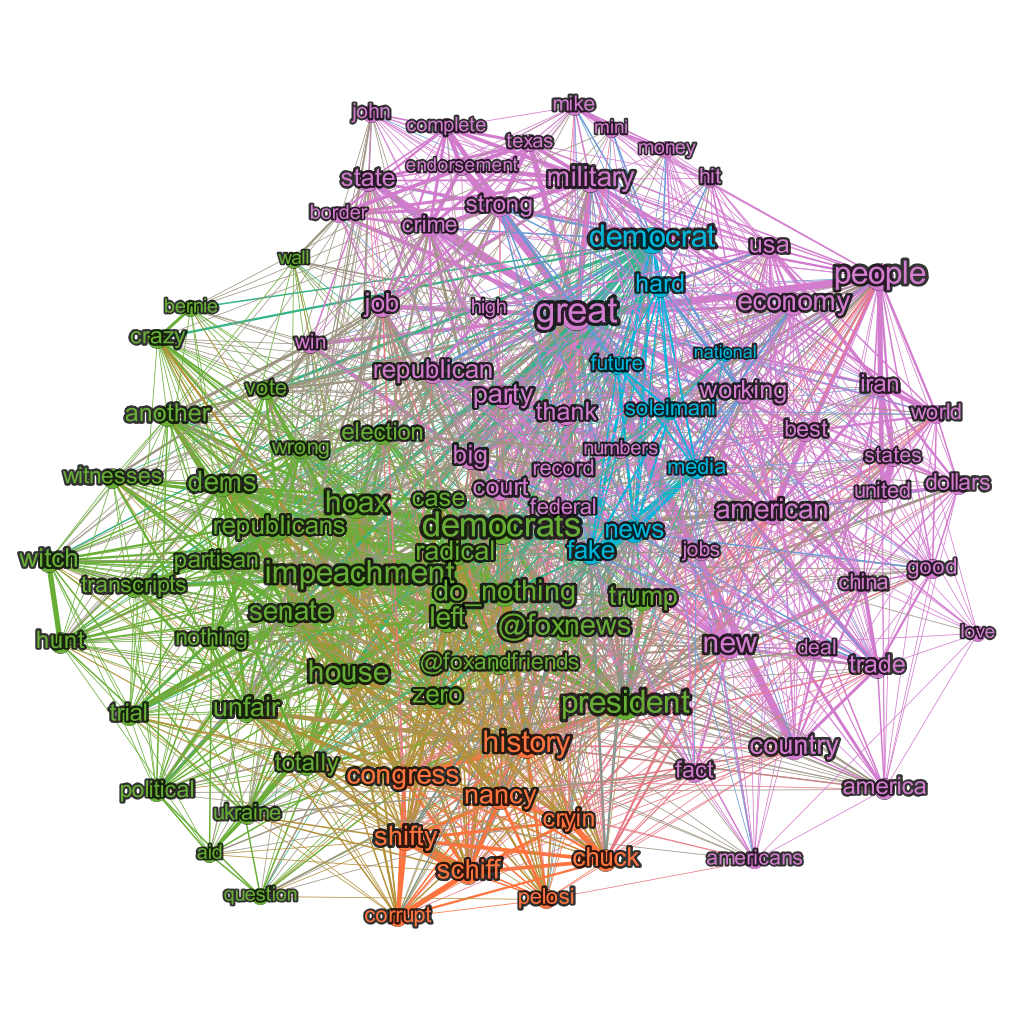 mike
john
complete
mini
texas
money
endorsement
state
military
hit
strong
border
crime
democrat
usa
wall
people
hard
job
economy
bernie
high
great
crazy
win
national
future
republican
iran
vote
working
party
soleimani
another
thank
world
best
election
wrong
numbers
big
states
record
media
witnesses
dems
dollars
court
united
case
hoax
federal
american
republicans
democrats
news
radical
fake
jobs
witch
partisan
good
impeachment
transcripts
china
do_nothing
trump
senate
left
@foxnews
love
nothing
hunt
new
deal
@foxandfriends
trade
house
zero
president
unfair
trial
history
country
totally
congress
fact
political
america
nancy
ukraine
cryin
shifty
aid
chuck
americans
schiff
question
pelosi
corrupt